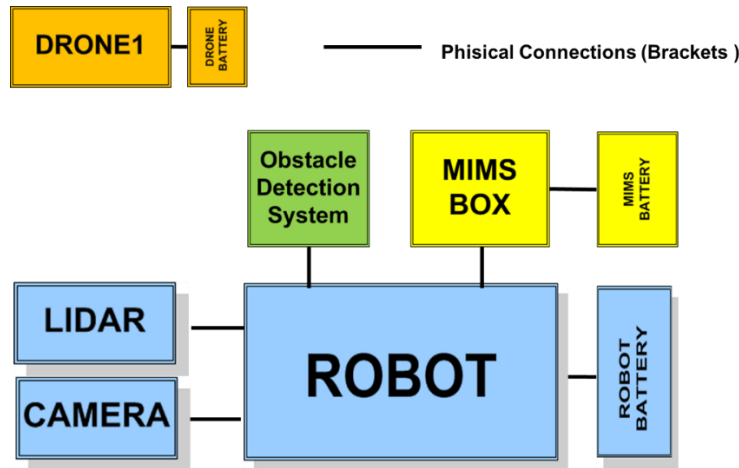 DRONE1
DRONE
BATTERY
Phisical Connections (Brackets )
Obstacle
Detection
System
MIMS
BOX
MIMS
BATTERY
LIDAR
CAMERA
ROBOT
ROBOT
BATTERY